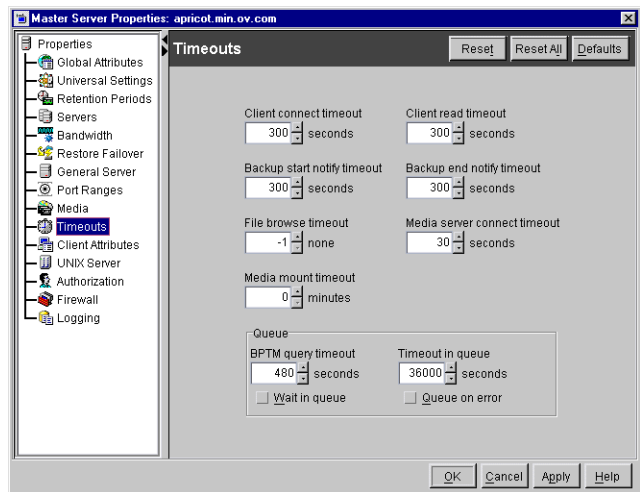 Master Server Properties: apricot.min.ov.com
Properties
Global Attributes
Universal Settings
Retention Periods
Servers
Bandwidth
Restore Failover
General Server
Port Ranges
Media
Timeouts
Client Attributes
UNIX Server
Authorization
Firewall
Logging
Timeouts
Reset
Reset All
Defaults
Client connect timeout
Client read timeout
300 seconds
300 seconds
Backup start notify timeout
Backup end notify timeout
300 seconds
300 seconds
File browse timeout
Media server connect timeout
-1 none
30 seconds
Media mount timeout
0 minutes
Queue
BPTM query timeout
Timeout in queue
480 seconds
36000 seconds
Wait in queue
Queue on error
OK
Cancel
Apply
Help